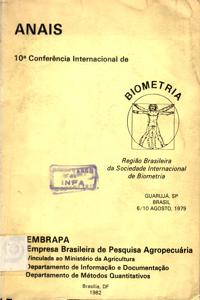 ANAIS
10ª Conferência Internacional de
BIOMETRIA
Região Brasileira
da Sociedade Internacional
de Biometria
GUARUJÁ, SP
BRASIL
6/10 AGOSTO, 1979
INPA
EMBRAPA
Empresa Brasileira de Pesquisa Agropecuária
Vinculada ao Ministério da Agricultura
Departamento de Informação e Documentação
Departamento de Métodos Quantitativos
Brasília, DF
1982